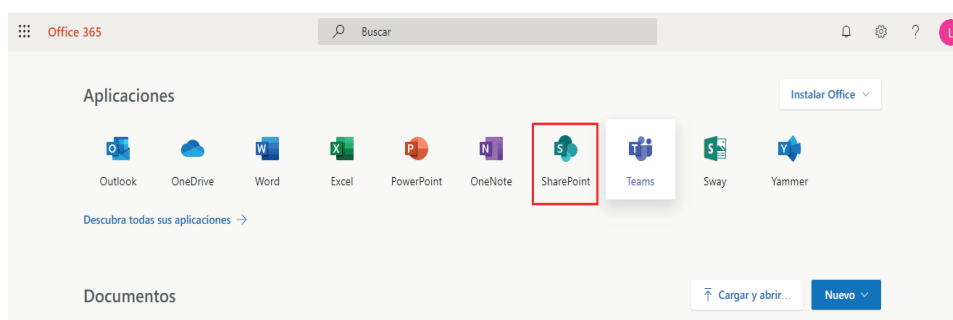 Office 365
Buscar
?
L
Aplicaciones
Instalar Office
Outlook OneDrive Word Excel PowerPoint OneNote SharePoint Teams Sway Yammer
Descubra todas sus aplicaciones →
Documentos
Cargar y abrir...
Nuevo